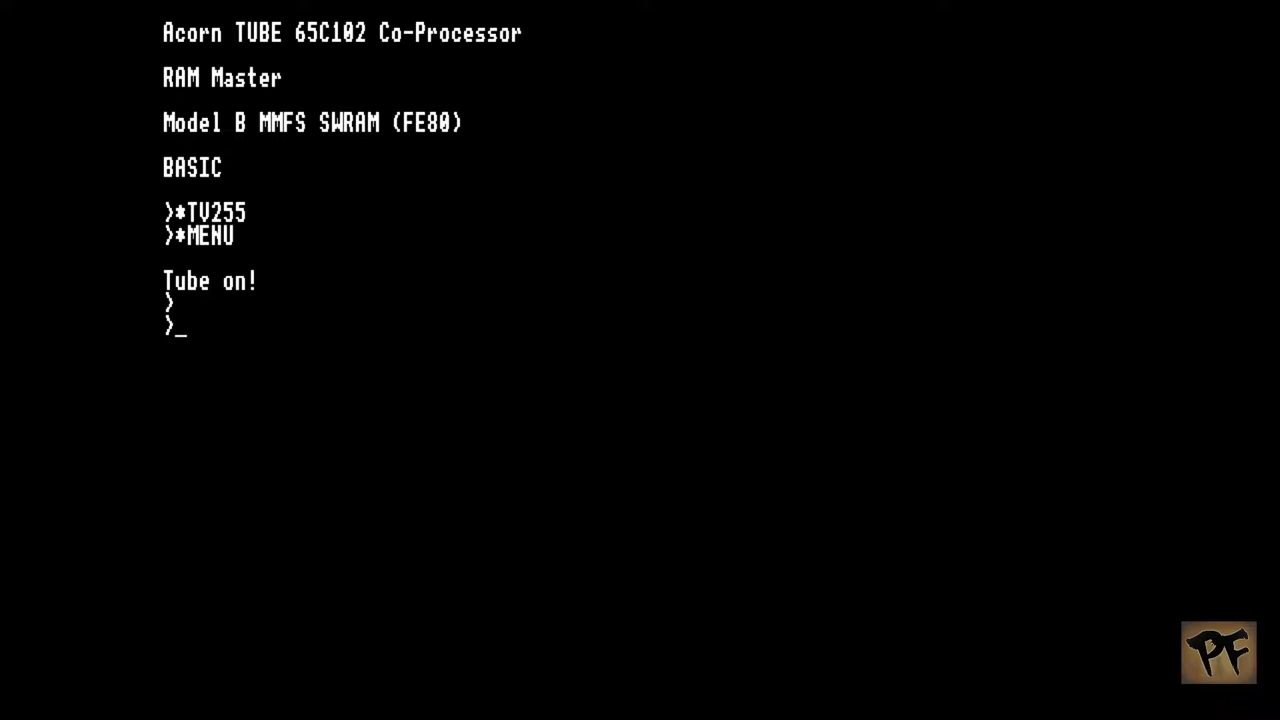 Acorn TUBE 65C102 Co-Processor
RAM Master
Model B MMFS SWRAM (FE80)
BASIC
>*TV255
>*MENU
Tube on!
>
>_
PF